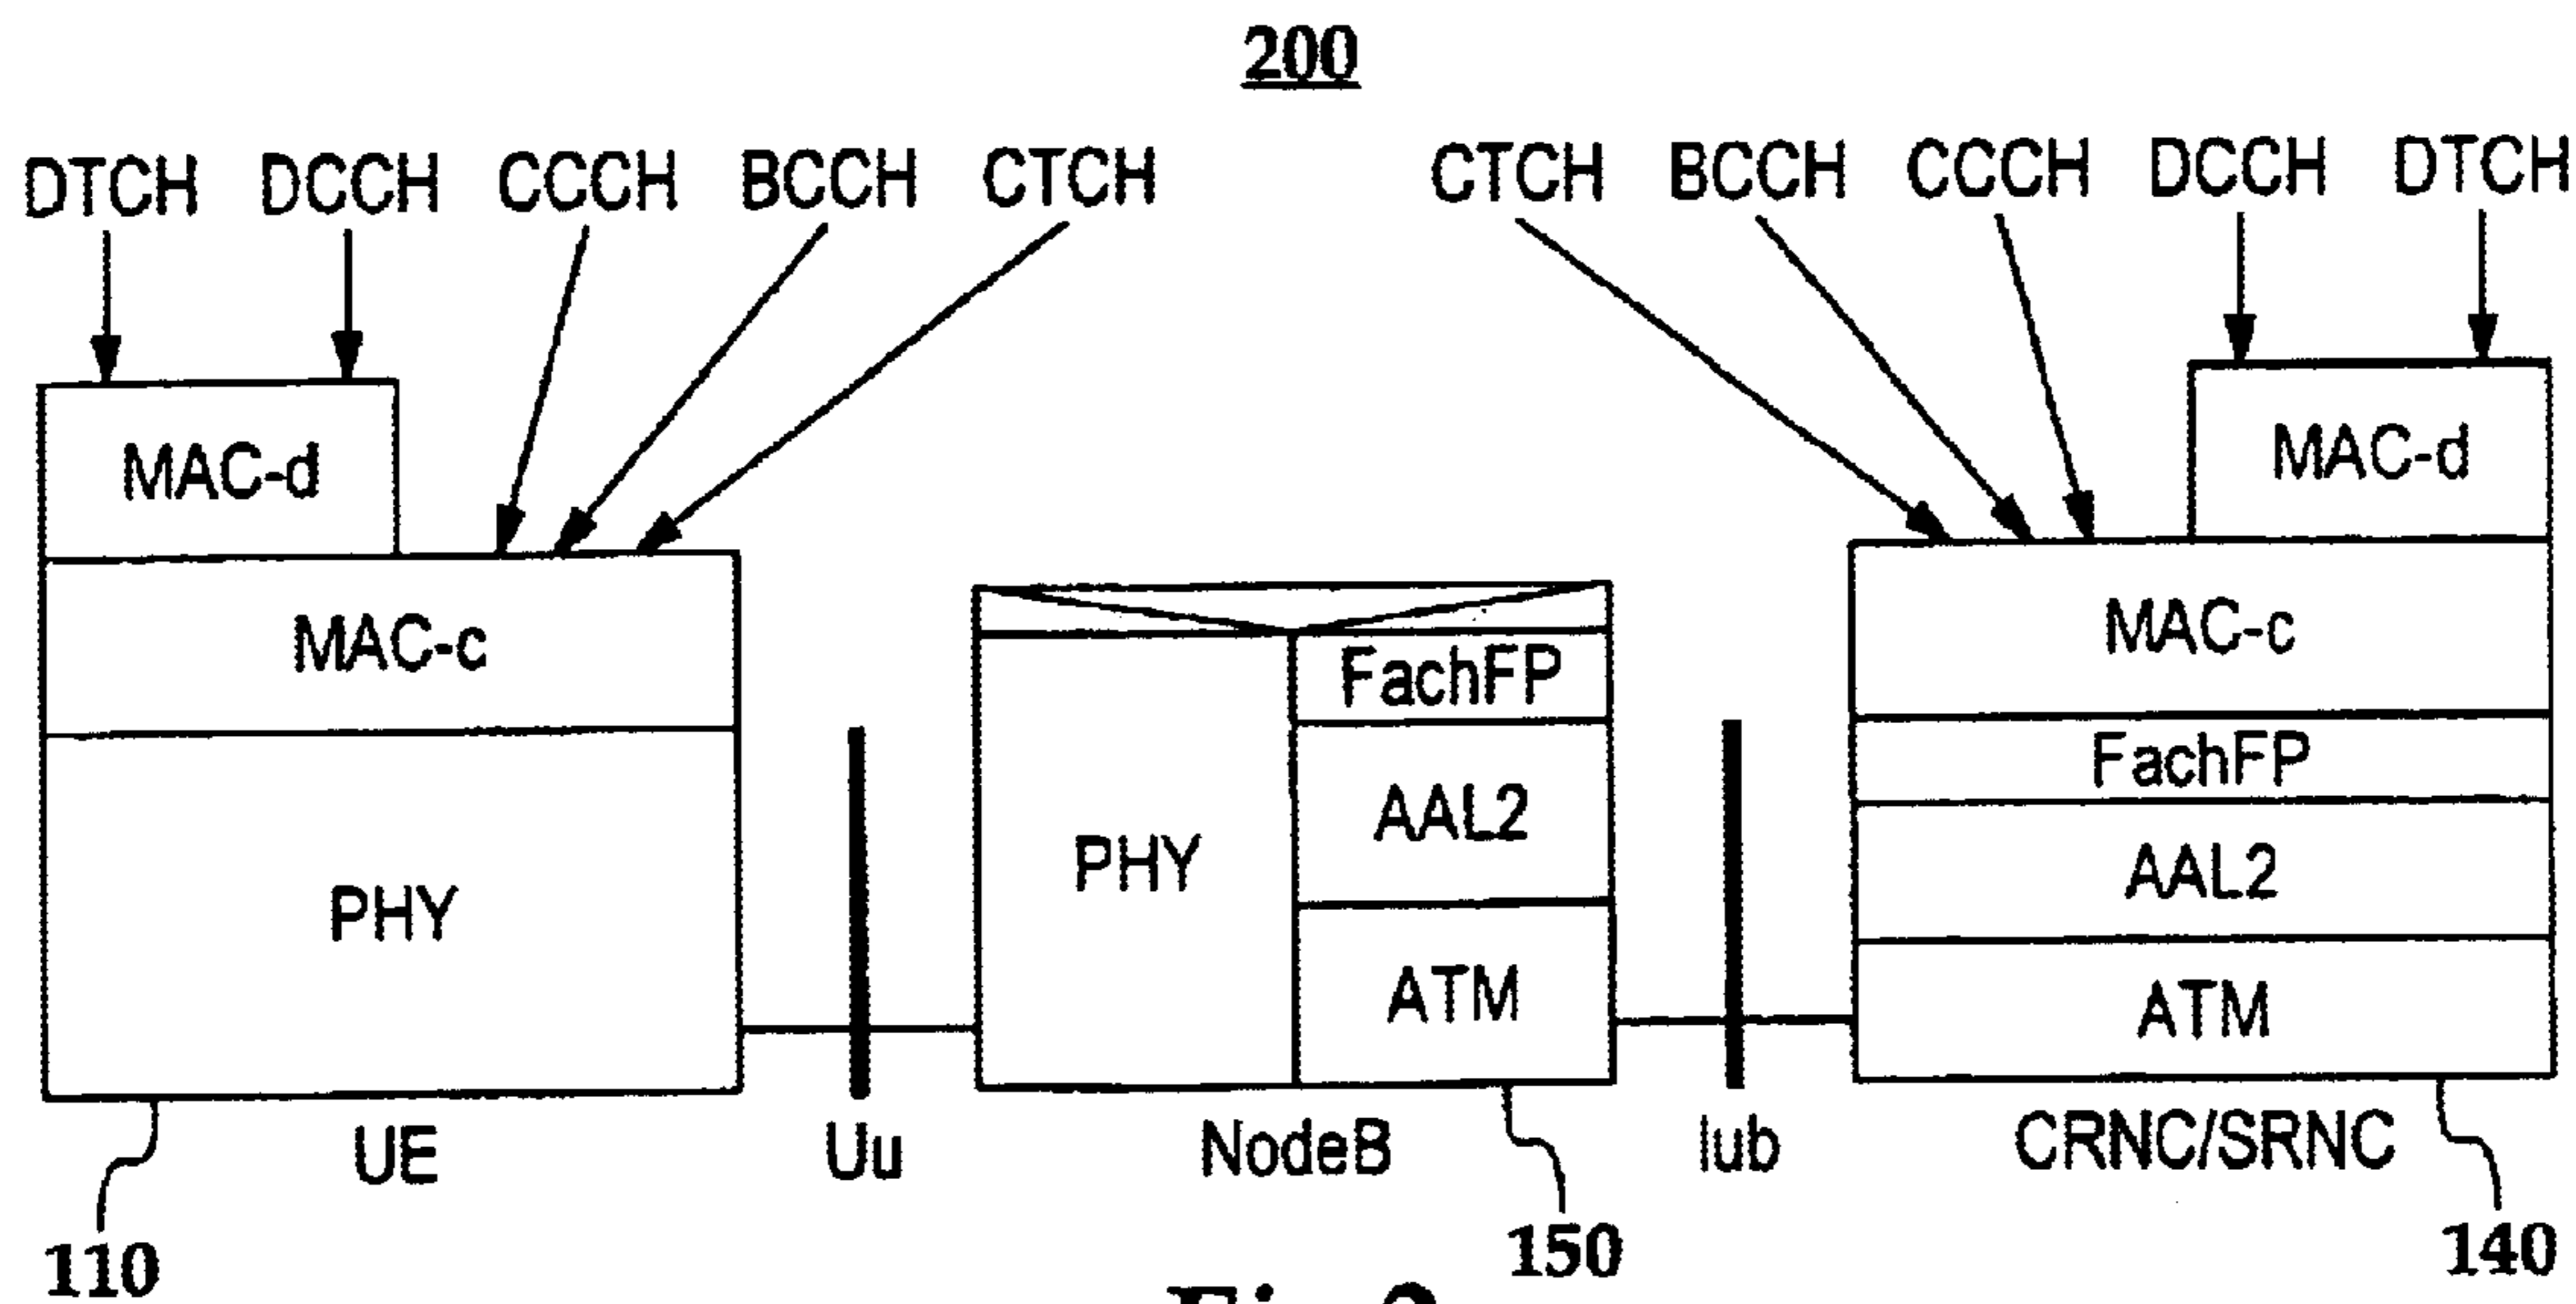 200
DTCH DCCH CCCH BCCH CTCH CTCH BCCH CCCH DCCH DTCH
MAC-d
MAC-c
PHY
UE
110
Uu
PHY
FachFP
AAL2
ATM
NodeB
150
Iub
MAC-d
MAC-c
FachFP
AAL2
ATM
CRNC/SRNC
140